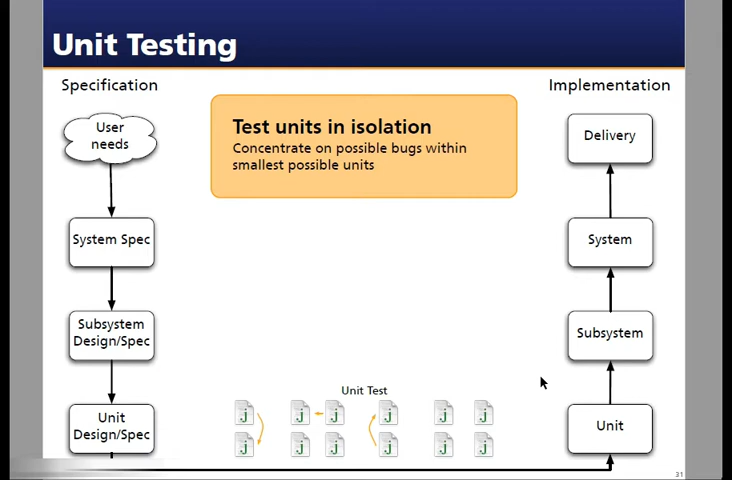 Unit Testing
Specification
Implementation
User
needs
Test units in isolation
Concentrate on possible bugs within
smallest possible units
Delivery
System Spec
System
Subsystem
Design/Spec
Subsystem
Unit Test
Unit
Design/Spec
.j .j .j .j .j .j
.j .j .j .j .j .j
Unit
31